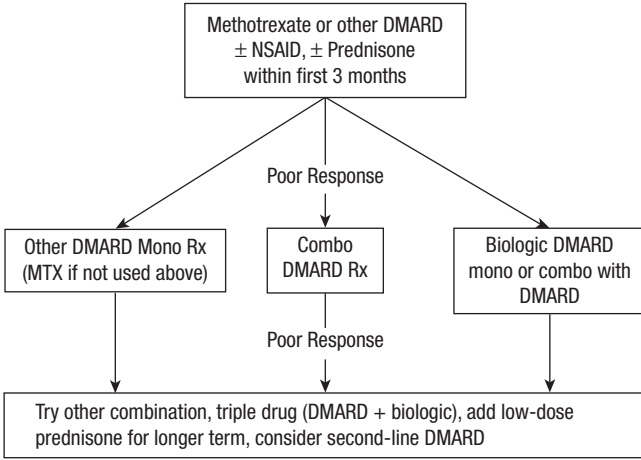 Methotrexate or other DMARD
± NSAID, ± Prednisone
within first 3 months
Poor Response
Other DMARD Mono Rx
(MTX if not used above)
Combo
DMARD Rx
Biologic DMARD
mono or combo with
DMARD
Poor Response
Try other combination, triple drug (DMARD + biologic), add low-dose
prednisone for longer term, consider second-line DMARD